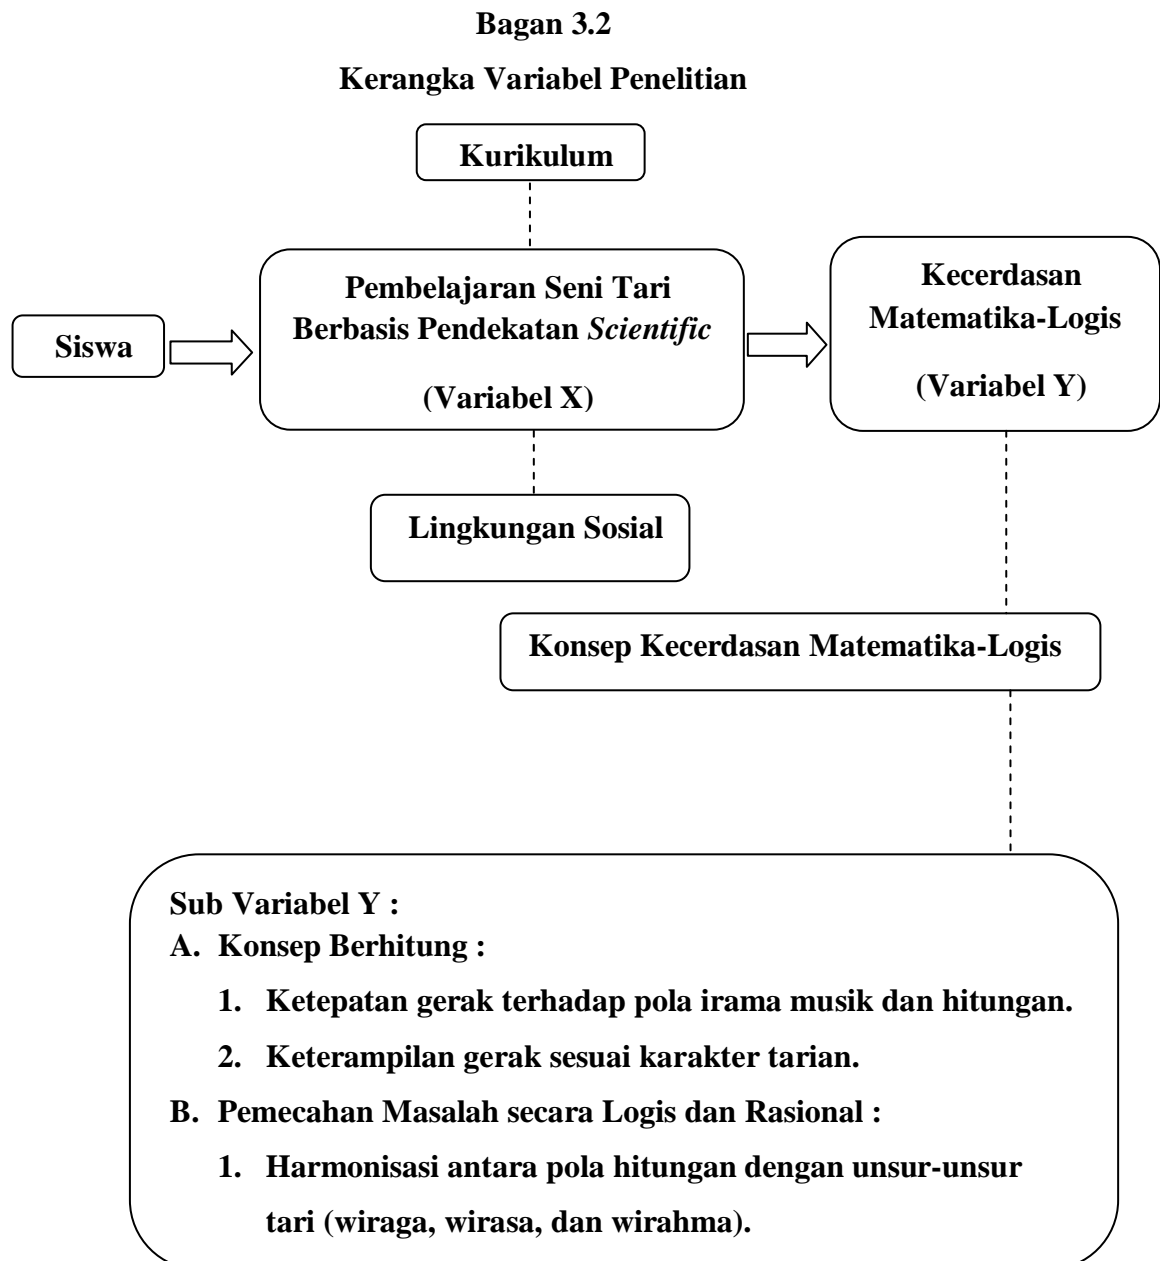 Bagan 3.2
Kerangka Variabel Penelitian
Kurikulum
Siswa
Pembelajaran Seni Tari
Berbasis Pendekatan Scientific
(Variabel X)
Kecerdasan
Matematika-Logis
(Variabel Y)
Lingkungan Sosial
Konsep Kecerdasan Matematika-Logis
Sub Variabel Y :
A. Konsep Berhitung :
1. Ketepatan gerak terhadap pola irama musik dan hitungan.
2. Keterampilan gerak sesuai karakter tarian.
B. Pemecahan Masalah secara Logis dan Rasional :
1. Harmonisasi antara pola hitungan dengan unsur-unsur
tari (wiraga, wirasa, dan wirahma).